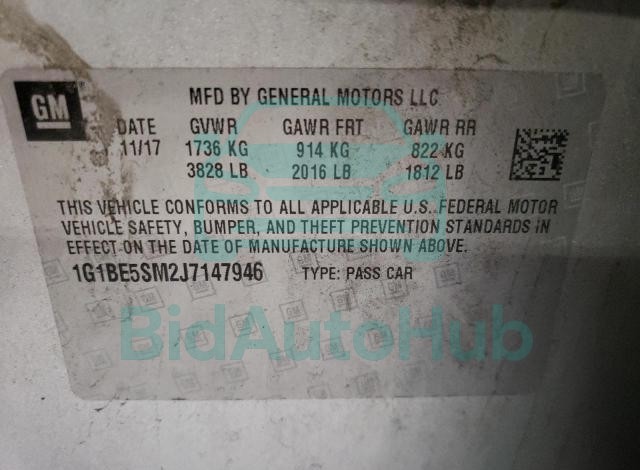 GM
MFD BY GENERAL MOTORS LLC
DATE GVWR GAWR FRT GAWR RR
11/17 1736 KG 914 KG 822 KG
3828 LB 2016 LB 1812 LB
THIS VEHICLE CONFORMS TO ALL APPLICABLE U.S. FEDERAL MOTOR
VEHICLE SAFETY, BUMPER, AND THEFT PREVENTION STANDARDS IN
EFFECT ON THE DATE OF MANUFACTURE SHOWN ABOVE.
1G1BE5SM2J7147946 TYPE: PASS CAR
BidAutoHub